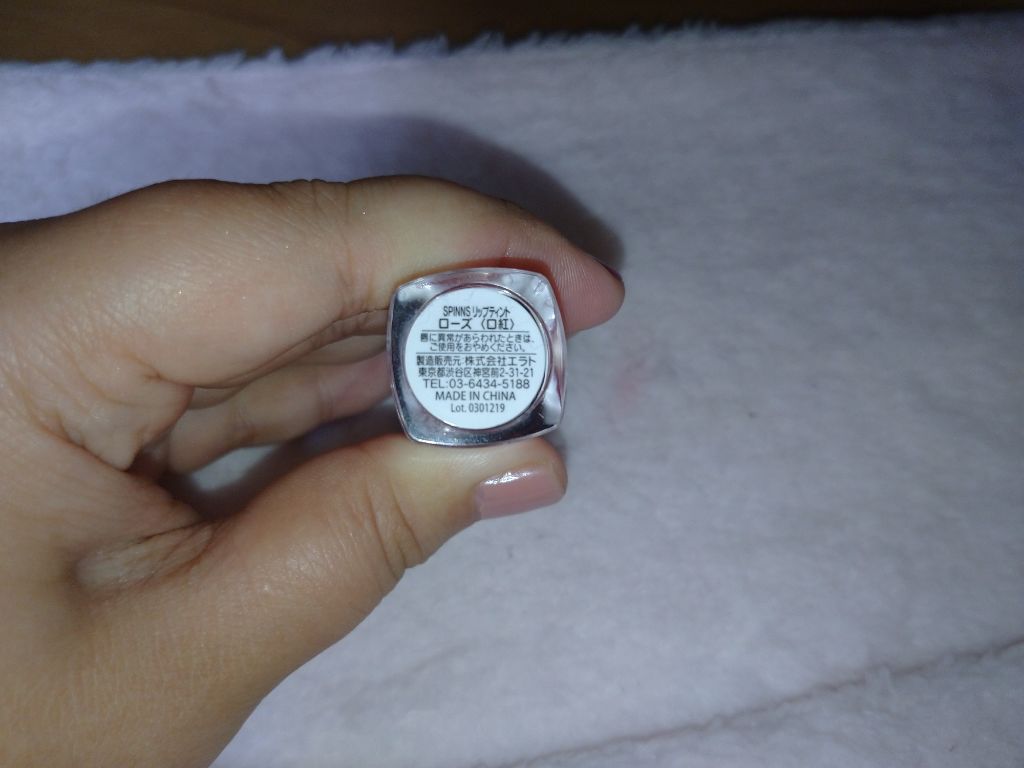 SPINNS リップティント
ローズ〈口紅〉
唇に異常があらわれたときは、
ご使用をおやめください。
製造販売元:株式会社エラト
東京都渋谷区神宮前2-31-21
TEL:03-6434-5188
MADE IN CHINA
Lot. 0301219